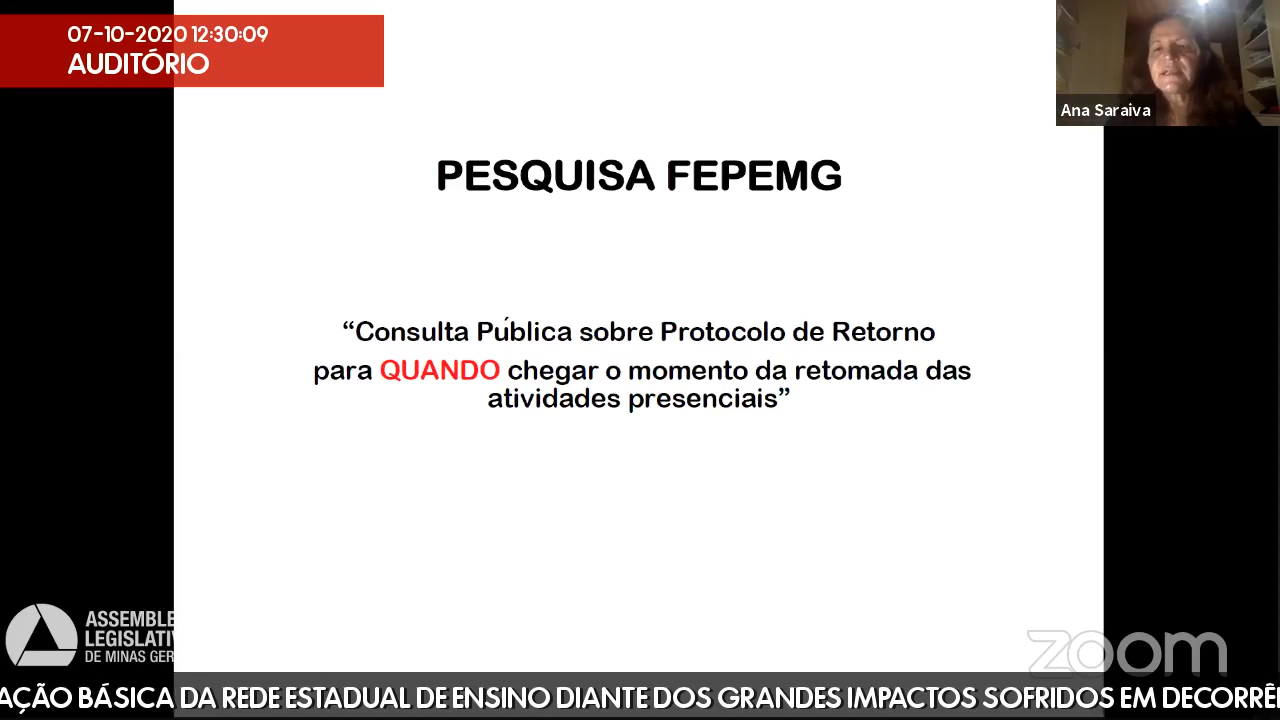 07-10-2020 12:30:09
AUDITÓRIO
Ana Saraiva
PESQUISA FEPEMG
“Consulta Pública sobre Protocolo de Retorno
para QUANDO chegar o momento da retomada das
atividades presenciais”
ASSEMBLE
LEGISLATIV
DE MINAS GER
zoom
AÇÃO BÁSICA DA REDE ESTADUAL DE ENSINO DIANTE DOS GRANDES IMPACTOS SOFRIDOS EM DECORRÊ